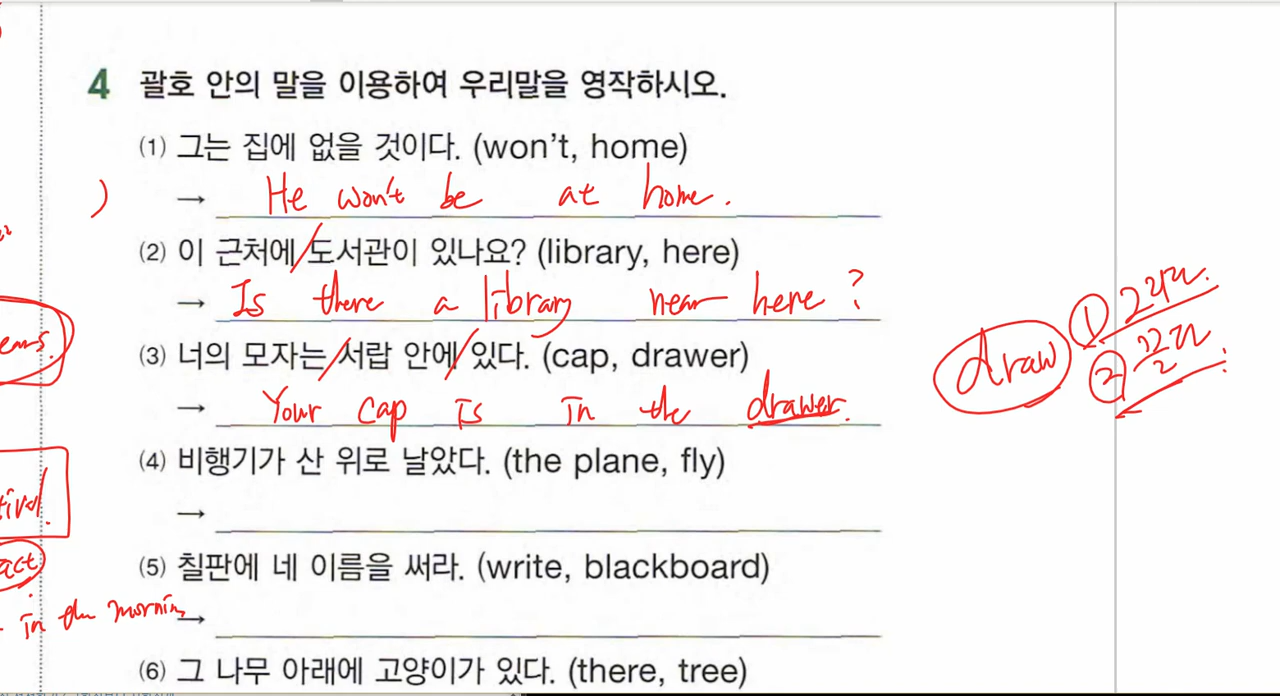 4 괄호 안의 말을 이용하여 우리말을 영작하시오.
(1) 그는 집에 없을 것이다. (won't, home)
→ He won't be at home.
(2) 이 근처에/도서관이 있나요? (library, here)
→ Is there a library near here?
(3) 너의 모자는/서랍 안에/있다. (cap, drawer)
→ Your cap is in the drawer.
draw ① 그리다. ②
(4) 비행기가 산 위로 날았다. (the plane, fly)
→
(5) 칠판에 네 이름을 써라. (write, blackboard)
→
in the morning
(6) 그 나무 아래에 고양이가 있다. (there, tree)